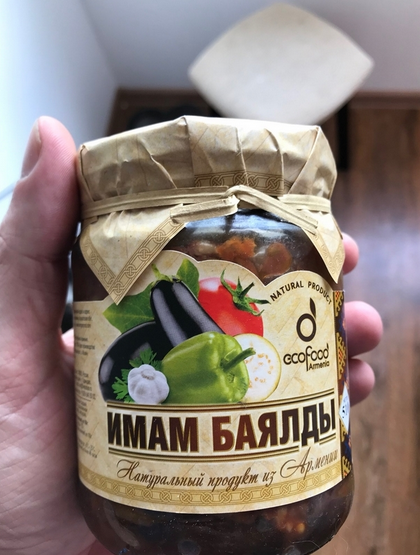 NATURAL PRODUCT
ecofood
Armenia
ИМАМ БАЯЛДЫ
Натуральный продукт из Армении